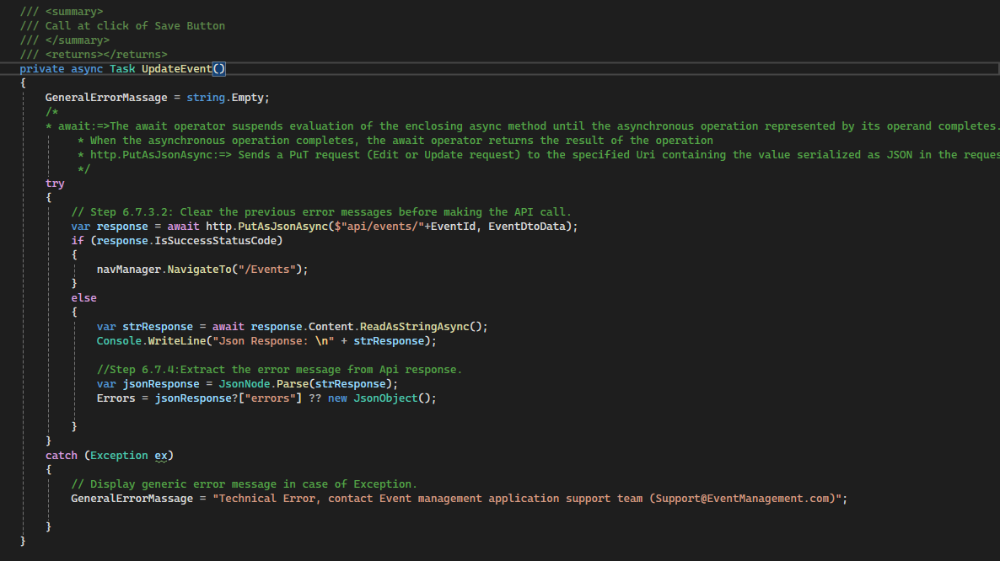 /// <summary>
/// Call at click of Save Button
/// </summary>
/// <returns></returns>
private async Task UpdateEvent()
{
GeneralErrorMassage = string.Empty;
/*
* await:=>The await operator suspends evaluation of the enclosing async method until the asynchronous operation represented by its operand completes.
* When the asynchronous operation completes, the await operator returns the result of the operation
* http.PutAsJsonAsync:=> Sends a PuT request (Edit or Update request) to the specified Uri containing the value serialized as JSON in the
*/
try
{
// Step 6.7.3.2: Clear the previous error messages before making the API call.
var response = await http.PutAsJsonAsync($"api/events/"+EventId, EventDtoData);
if (response.IsSuccessStatusCode)
{
navManager.NavigateTo("/Events");
}
else
{
var strResponse = await response.Content.ReadAsStringAsync();
Console.WriteLine("Json Response: \n" + strResponse);
//Step 6.7.4:Extract the error message from Api response.
var jsonResponse = JsonNode.Parse(strResponse);
Errors = jsonResponse?["errors"] ?? new JsonObject();
}
}
catch (Exception ex)
{
// Display generic error message in case of Exception.
GeneralErrorMassage = "Technical Error, contact Event management application support team (Support@EventManagement.com)";
}
}